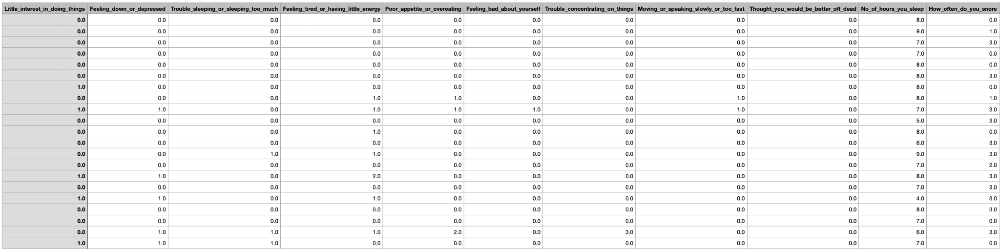 Little_interest_in_doing_things Feeling_down_or_depressed Trouble_sleeping_or_sleeping_too_much Feeling_tired_or_having_little_energy Poor_appetite_or_overeating Feeling_bad_about_yourself Trouble_concentrating_on_things Moving_or_speaking_slowly_or_too_fast Thought_you_would_be_better_off_dead No_of_hours_you_sleep How_often_do_you_snore
0.0 0.0 0.0 0.0 0.0 0.0 0.0 0.0 0.0 8.0 0.0
0.0 0.0 0.0 0.0 0.0 0.0 0.0 0.0 0.0 9.0 1.0
0.0 0.0 0.0 0.0 0.0 0.0 0.0 0.0 0.0 7.0 3.0
0.0 0.0 0.0 0.0 0.0 0.0 0.0 0.0 0.0 7.0 0.0
0.0 0.0 0.0 0.0 0.0 0.0 0.0 0.0 0.0 8.0 0.0
0.0 0.0 0.0 0.0 0.0 0.0 0.0 0.0 0.0 8.0 3.0
1.0 0.0 0.0 0.0 0.0 0.0 0.0 0.0 0.0 8.0 0.0
0.0 0.0 0.0 1.0 1.0 0.0 0.0 1.0 0.0 8.0 1.0
1.0 1.0 0.0 1.0 1.0 1.0 0.0 1.0 0.0 7.0 3.0
0.0 0.0 0.0 0.0 0.0 0.0 0.0 0.0 0.0 5.0 3.0
0.0 0.0 0.0 1.0 0.0 0.0 0.0 0.0 0.0 8.0 0.0
0.0 0.0 0.0 0.0 0.0 0.0 0.0 0.0 0.0 6.0 3.0
0.0 0.0 1.0 1.0 0.0 0.0 0.0 0.0 0.0 9.0 3.0
0.0 0.0 0.0 0.0 0.0 0.0 0.0 0.0 0.0 7.0 2.0
1.0 1.0 0.0 2.0 0.0 0.0 0.0 0.0 0.0 8.0 3.0
0.0 0.0 0.0 0.0 0.0 0.0 0.0 0.0 0.0 7.0 3.0
1.0 1.0 0.0 1.0 0.0 0.0 0.0 0.0 0.0 4.0 3.0
0.0 0.0 0.0 0.0 0.0 0.0 0.0 0.0 0.0 8.0 3.0
0.0 0.0 0.0 0.0 0.0 0.0 0.0 0.0 0.0 7.0 0.0
0.0 1.0 1.0 1.0 2.0 0.0 3.0 0.0 0.0 6.0 3.0
1.0 1.0 1.0 0.0 0.0 0.0 0.0 0.0 0.0 7.0 0.0